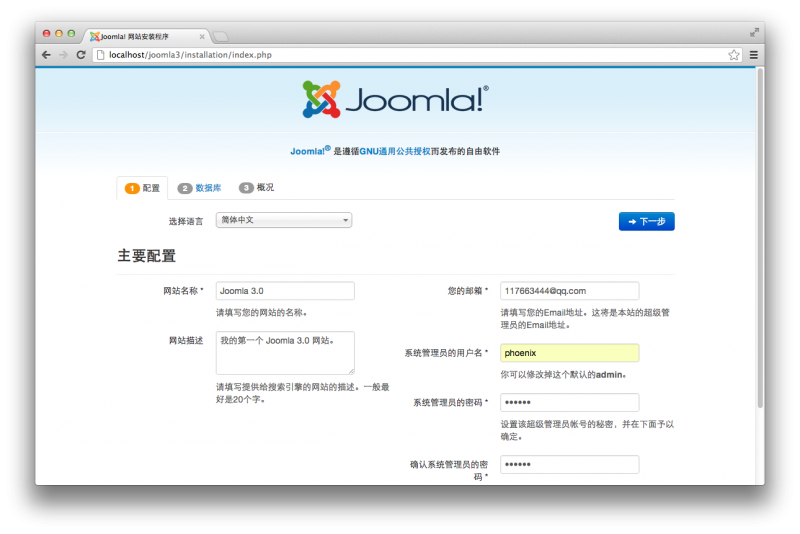 Joomla! 网站安装程序
localhost/joomla3/installation/index.php
Joomla!®
Joomla!® 是遵循GNU通用公共授权而发布的自由软件
1 配置 2 数据库 3 概况
选择语言 简体中文 下一步
主要配置
网站名称 * Joomla 3.0
请填写您的网站的名称。
网站描述 我的第一个 Joomla 3.0 网站。
请填写提供给搜索引擎的网站的描述。一般最
好是20个字。
您的邮箱 * 117663444@qq.com
请填写您的Email地址。这将是本站的超级管
理员的Email地址。
系统管理员的用户名 * phoenix
你可以修改掉这个默认的admin。
系统管理员的密码 * ••••••
设置该超级管理员帐号的秘密，并在下面予以
确定。
确认系统管理员的密 ••••••
码 *